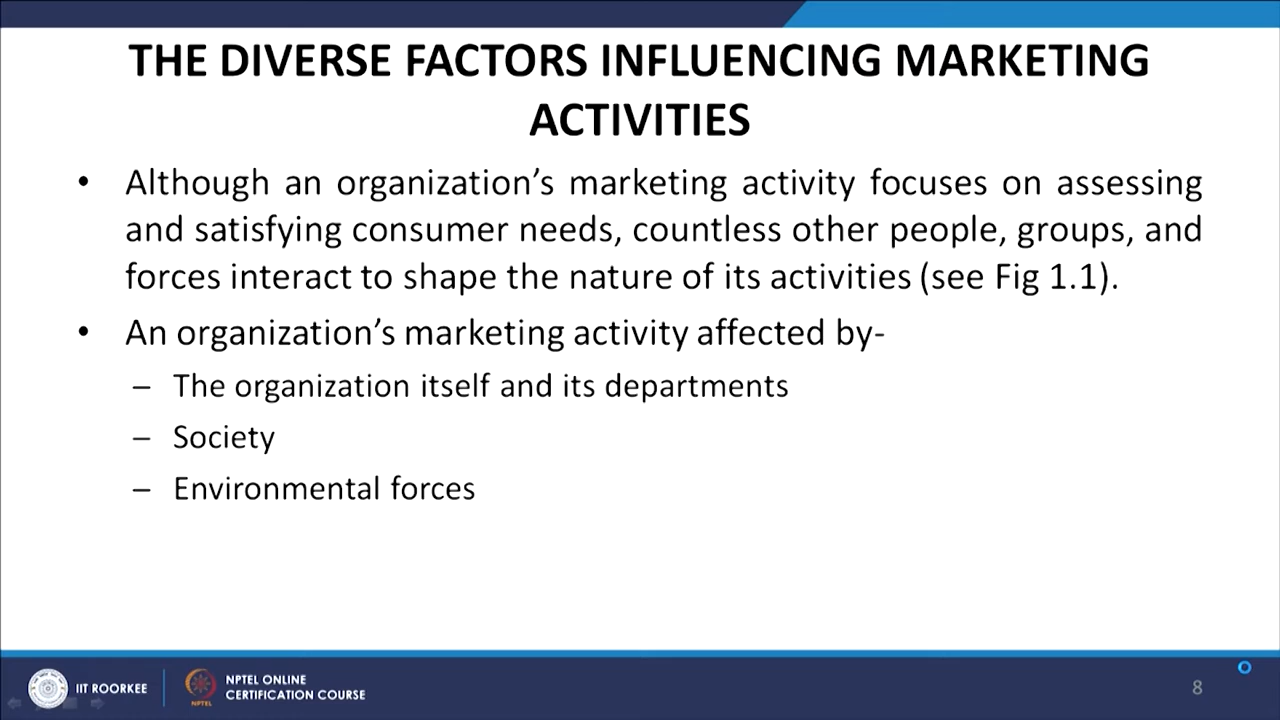 THE DIVERSE FACTORS INFLUENCING MARKETING
ACTIVITIES
• Although an organization’s marketing activity focuses on assessing
and satisfying consumer needs, countless other people, groups, and
forces interact to shape the nature of its activities (see Fig 1.1).
• An organization’s marketing activity affected by-
– The organization itself and its departments
– Society
– Environmental forces
IIT ROORKEE
NPTEL
NPTEL ONLINE
CERTIFICATION COURSE
8